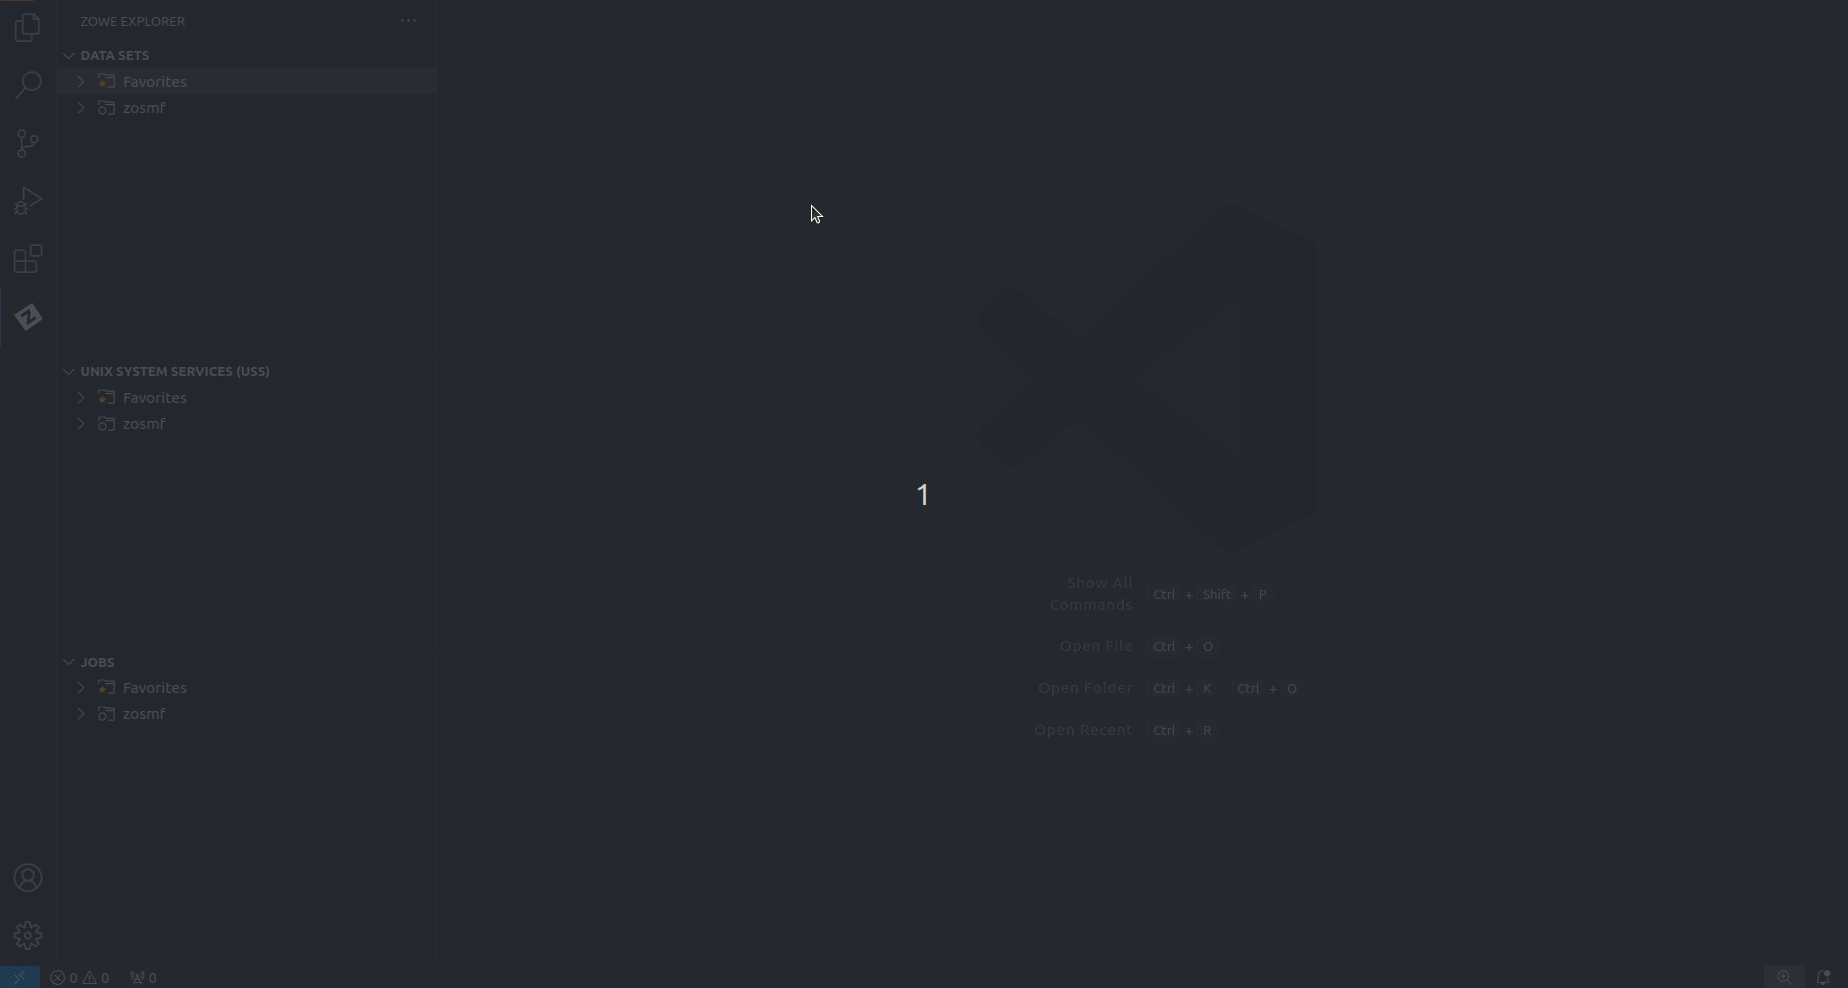 ZOWE EXPLORER
DATA SETS
Favorites
zosmf
UNIX SYSTEM SERVICES (USS)
Favorites
zosmf
JOBS
Favorites
zosmf
1
Show All
Commands
Ctrl + Shift + P
Open File
Ctrl + O
Open Folder
Ctrl + K Ctrl + O
Open Recent
Ctrl + R
0 0 0